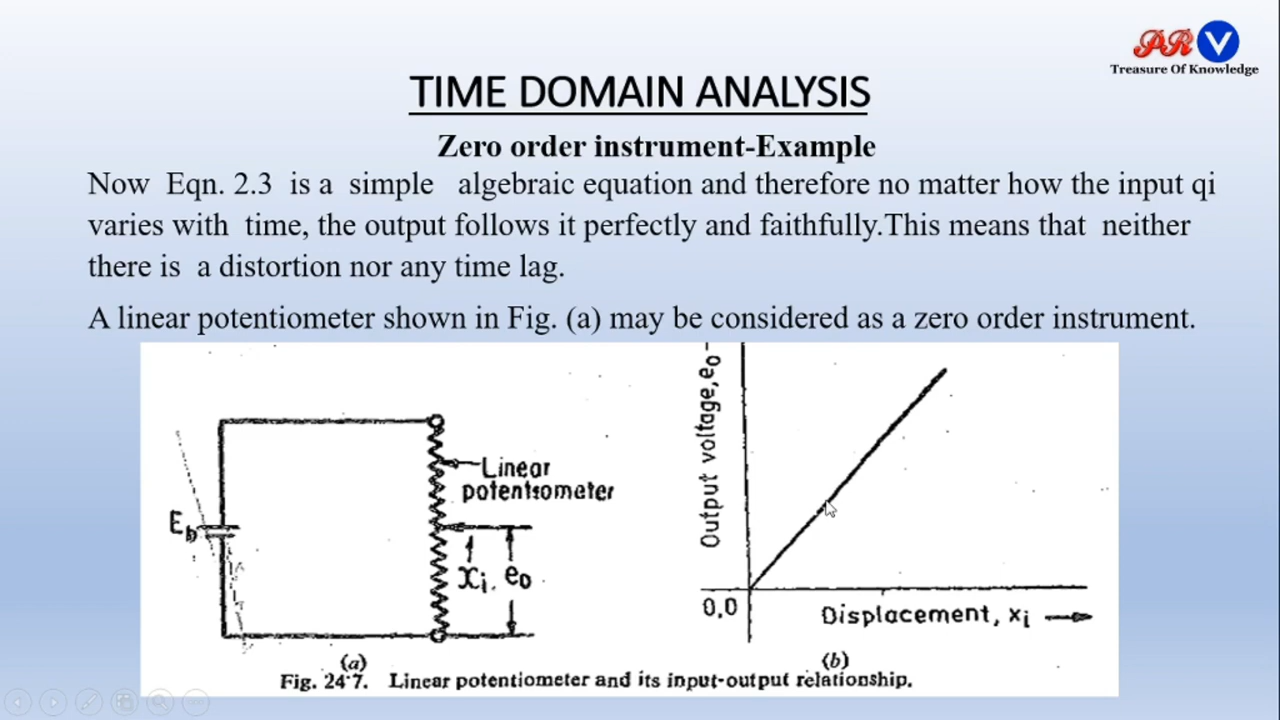 PR V
Treasure Of Knowledge
TIME DOMAIN ANALYSIS
Zero order instrument-Example
Now Eqn. 2.3 is a simple algebraic equation and therefore no matter how the input qi
varies with time, the output follows it perfectly and faithfully.This means that neither
there is a distortion nor any time lag.
A linear potentiometer shown in Fig. (a) may be considered as a zero order instrument.
Eb
Linear
potentiometer
xi.
eo
(a)
Output voltage, eo
0,0
Displacement, xi
(b)
Fig. 24·7. Linear potentiometer and its input-output relationship.